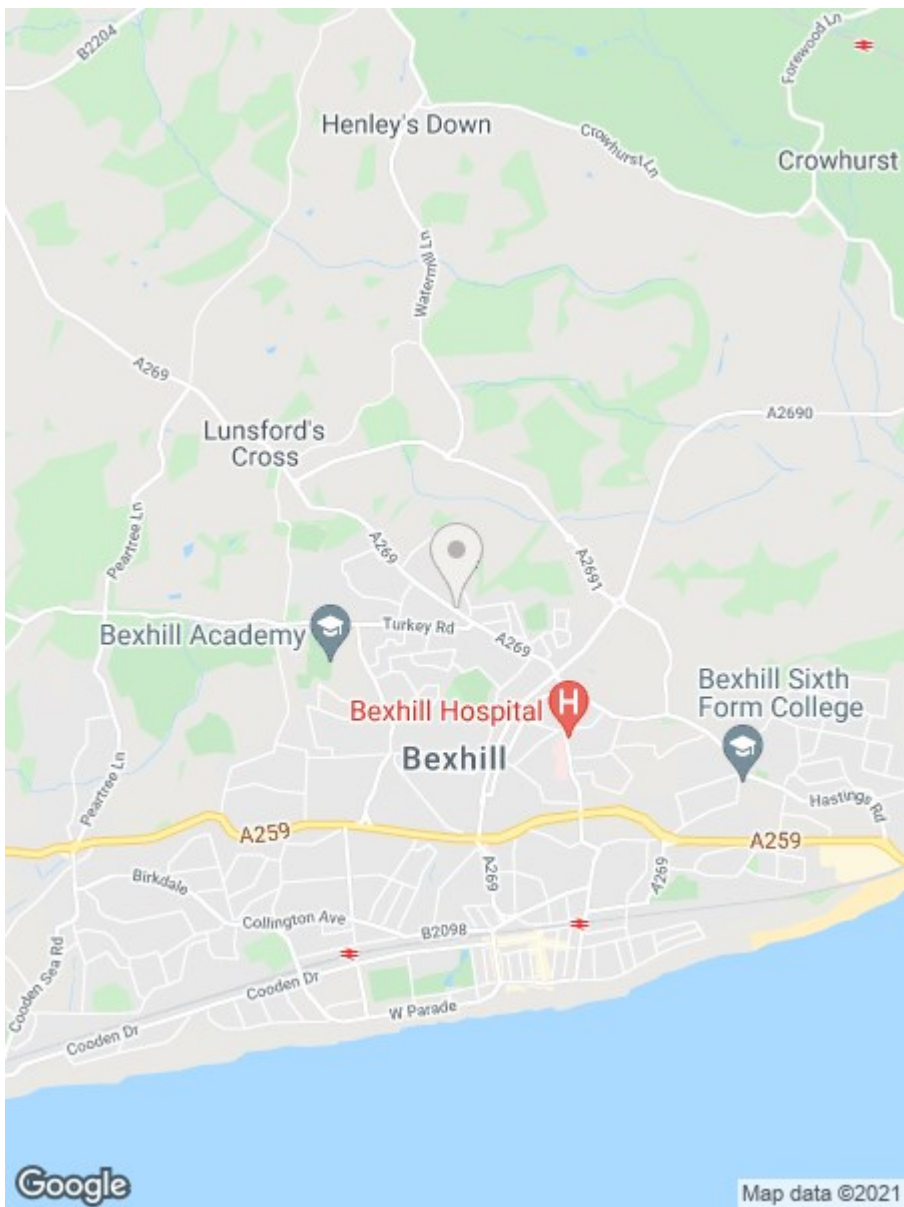 B2204
Forewood Ln
Henley's Down
Crowhurst Ln
Crowhurst
Watermill Ln
A269
A2690
Lunsford's
Cross
Peartree Ln
A269
A2691
Turkey Rd
Bexhill Academy
A269
Bexhill Sixth
Form College
Bexhill Hospital
H
Bexhill
Peartree Ln
Hastings Rd
A259
A259
Birkdale
A269
A269
Collington Ave
B2098
Cooden Sea Rd
Cooden Dr
W Parade
Cooden Dr
Google
Map data ©2021